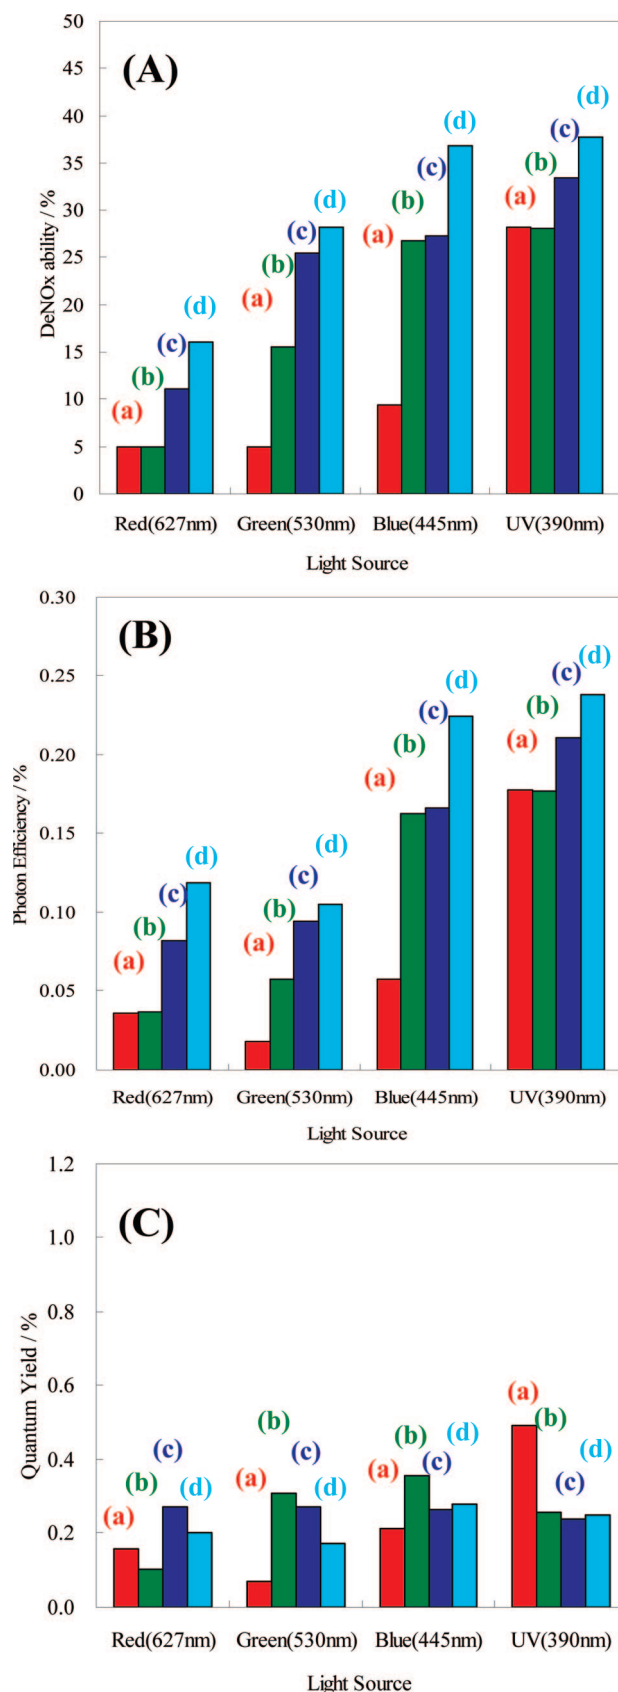 (A)
DeNOx ability / %
50
45
40
35
30
25
20
15
10
5
0
(a)
(b)
(c)
(d)
(a)
(b)
(c)
(d)
(a)
(b)
(c)
(d)
(a)
(b)
(c)
(d)
Red(627nm) Green(530nm) Blue(445nm) UV(390nm)
Light Source
(B)
Photon Efficiency / %
0.30
0.25
0.20
0.15
0.10
0.05
0.00
(a)
(b)
(c)
(d)
(a)
(b)
(c)
(d)
(a)
(b)
(c)
(d)
(a)
(b)
(c)
(d)
Red(627nm) Green(530nm) Blue(445nm) UV(390nm)
Light Source
(C)
Quantum Yield / %
1.2
1.0
0.8
0.6
0.4
0.2
0.0
(a)
(b)
(c)
(d)
(a)
(b)
(c)
(d)
(a)
(b)
(c)
(d)
(a)
(b)
(c)
(d)
Red(627nm) Green(530nm) Blue(445nm) UV(390nm)
Light Source